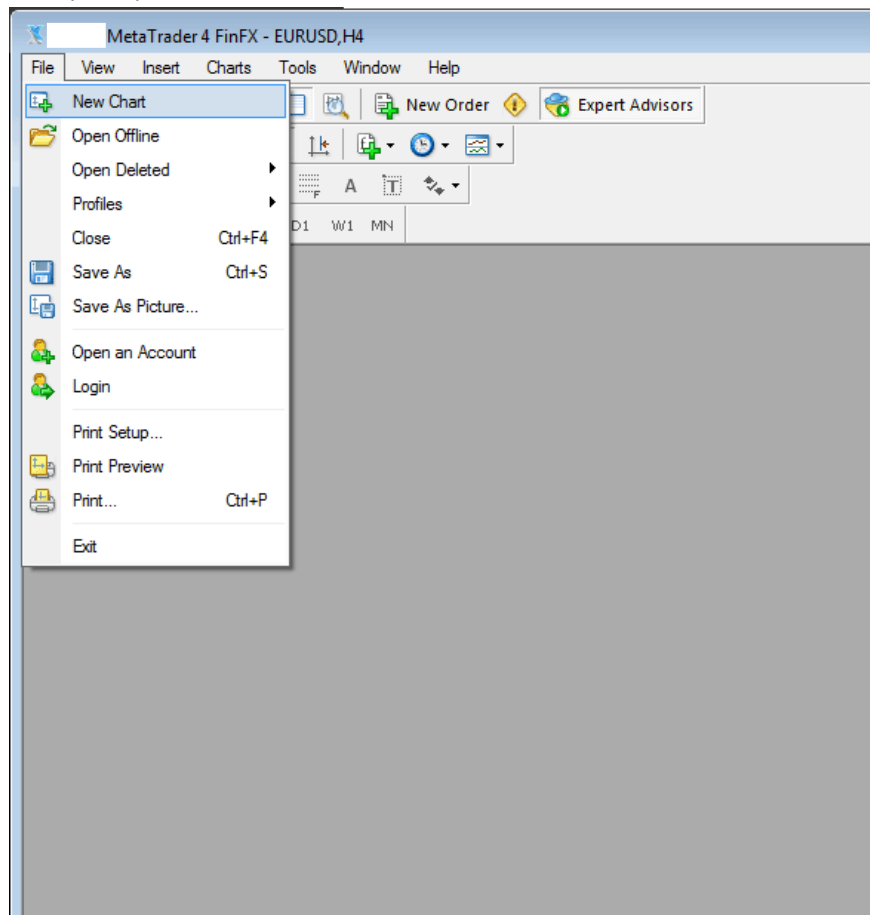 MetaTrader 4 FinFX - EURUSD,H4
File View Insert Charts Tools Window Help
New Order Expert Advisors
New Chart
Open Offline
Open Deleted
F A T
Profiles
D1 W1 MN
Close Ctrl+F4
Save As Ctrl+S
Save As Picture...
Open an Account
Login
Print Setup...
Print Preview
Print... Ctrl+P
Exit